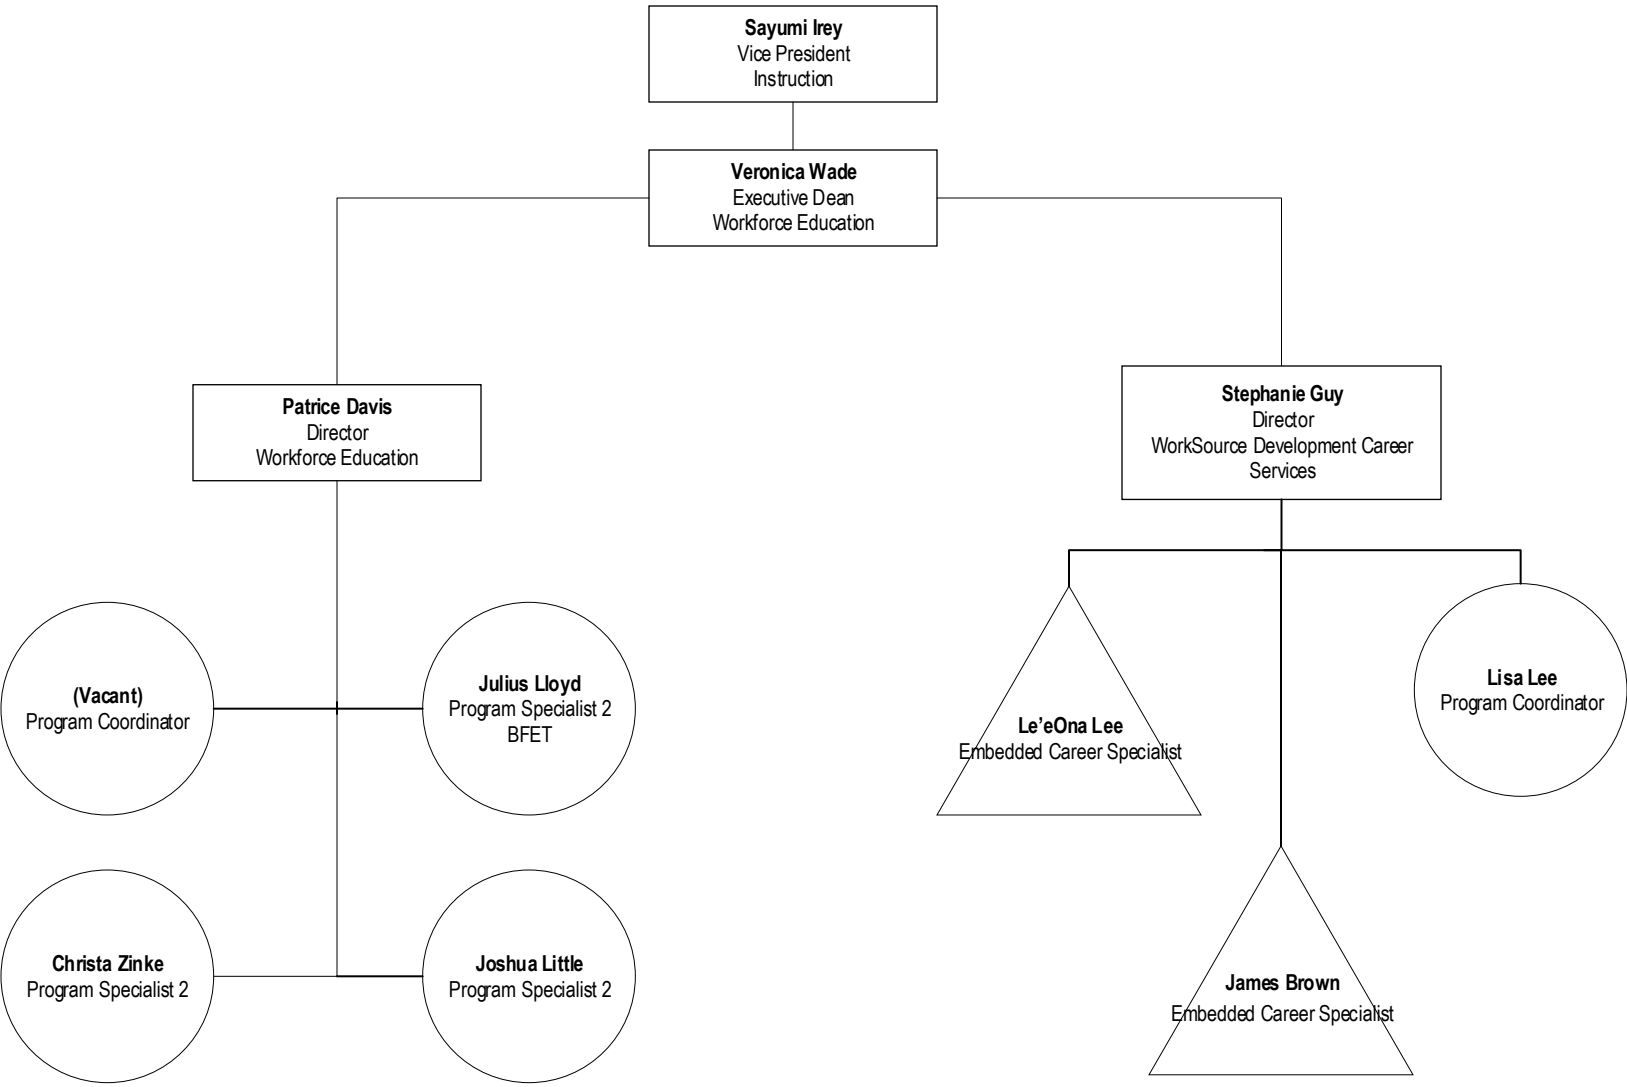 Sayumi Irey
Vice President
Instruction
Veronica Wade
Executive Dean
Workforce Education
Patrice Davis
Director
Workforce Education
Stephanie Guy
Director
WorkSource Development Career
Services
(Vacant)
Program Coordinator
Julius Lloyd
Program Specialist 2
BFET
Christa Zinke
Program Specialist 2
Joshua Little
Program Specialist 2
Le’eOna Lee
Embedded Career Specialist
James Brown
Embedded Career Specialist
Lisa Lee
Program Coordinator